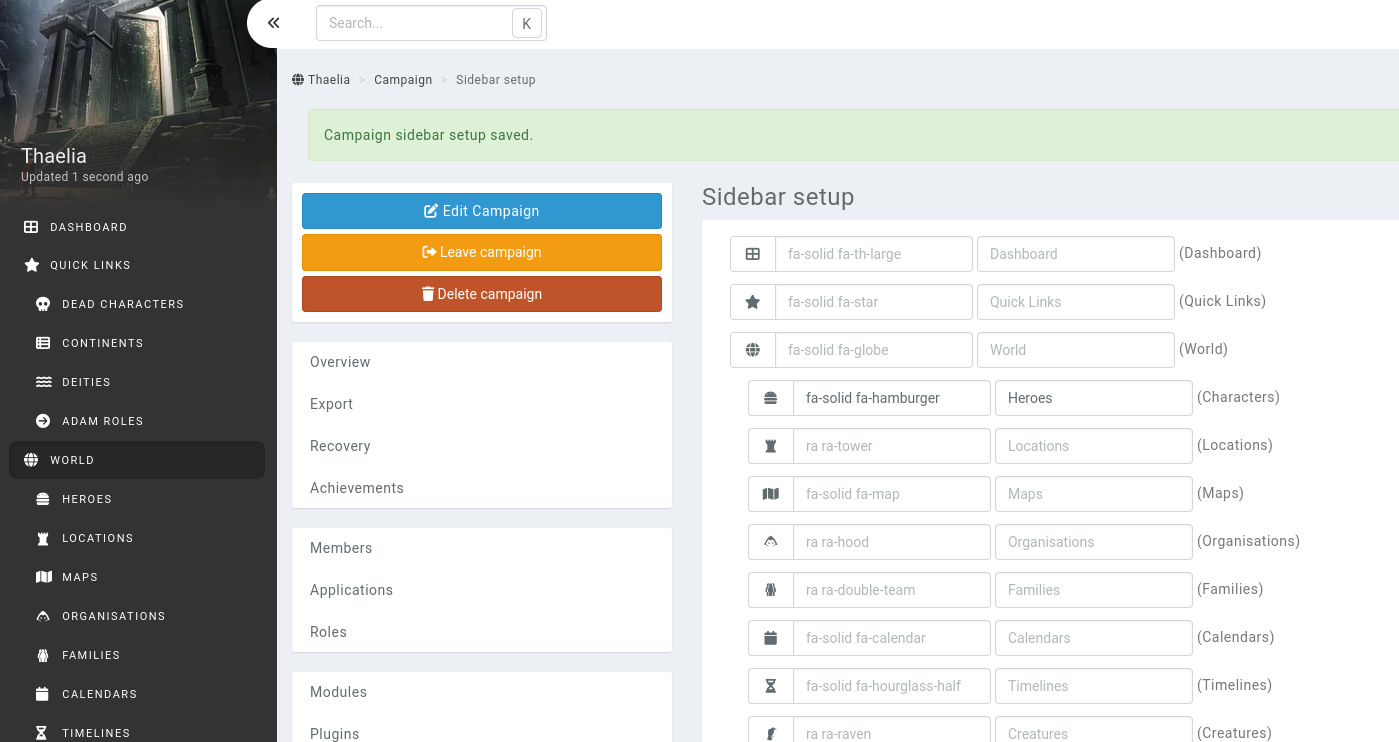 Search...
K
Thaelia > Campaign > Sidebar setup
Campaign sidebar setup saved.
Thaelia
Updated 1 second ago
DASHBOARD
QUICK LINKS
DEAD CHARACTERS
CONTINENTS
DEITIES
ADAM ROLES
WORLD
HEROES
LOCATIONS
MAPS
ORGANISATIONS
FAMILIES
CALENDARS
TIMELINES
Edit Campaign
Leave campaign
Delete campaign
Overview
Export
Recovery
Achievements
Members
Applications
Roles
Modules
Plugins
Sidebar setup
fa-solid fa-th-large Dashboard (Dashboard)
fa-solid fa-star Quick Links (Quick Links)
fa-solid fa-globe World (World)
fa-solid fa-hamburger Heroes (Characters)
ra ra-tower Locations (Locations)
fa-solid fa-map Maps (Maps)
ra ra-hood Organisations (Organisations)
ra ra-double-team Families (Families)
fa-solid fa-calendar Calendars (Calendars)
fa-solid fa-hourglass-half Timelines (Timelines)
ra ra-raven Creatures (Creatures)